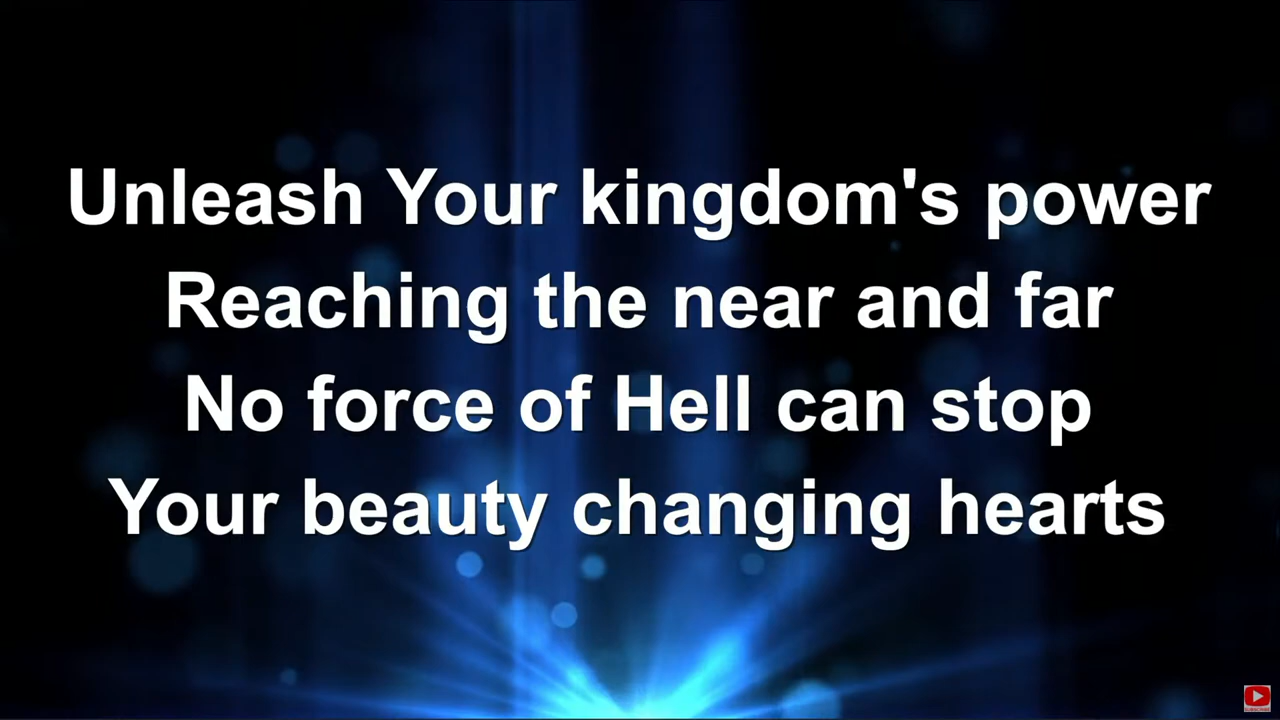 Unleash Your kingdom's power
Reaching the near and far
No force of Hell can stop
Your beauty changing hearts
SUBSCRIBE